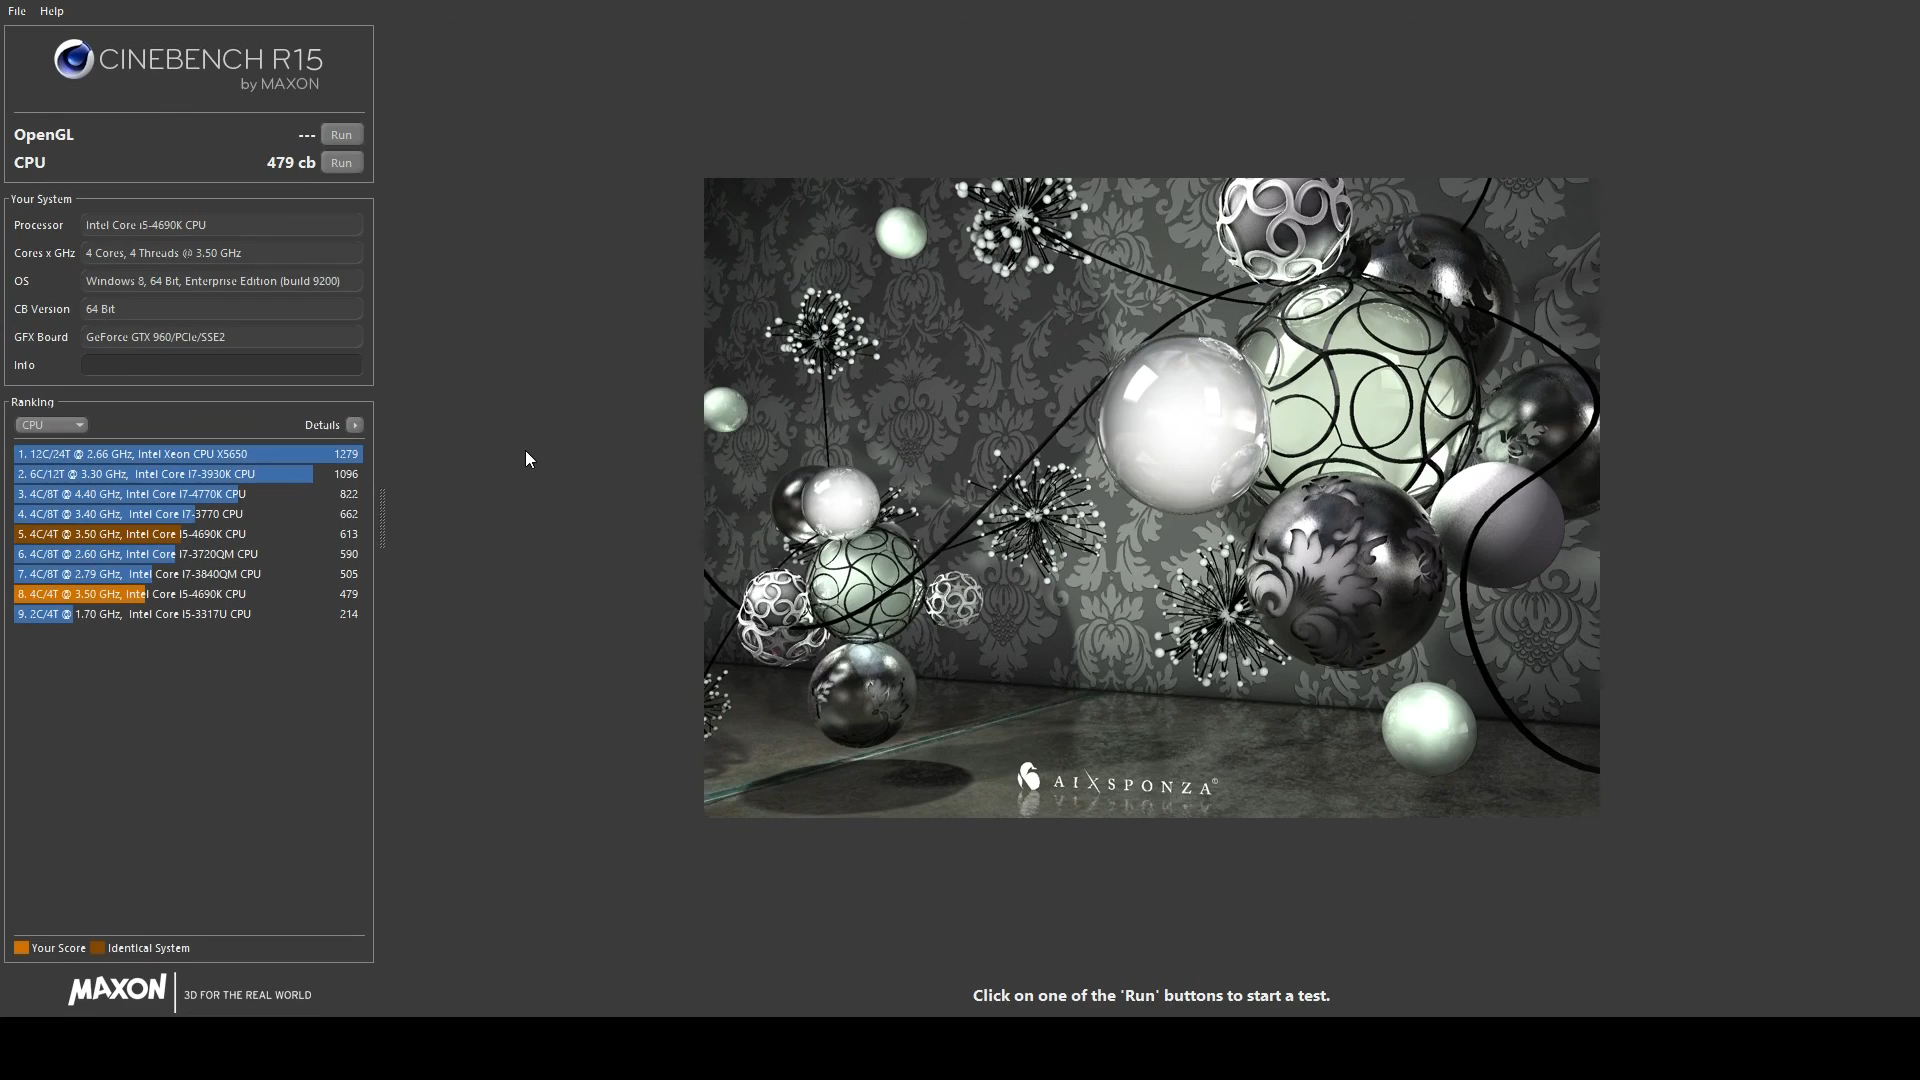 File Help
CINEBENCH R15
by MAXON
OpenGL --- Run
CPU 479 cb Run
Your System
Processor Intel Core i5-4690K CPU
Cores x GHz 4 Cores, 4 Threads @ 3.50 GHz
OS Windows 8, 64 Bit, Enterprise Edition (build 9200)
CB Version 64 Bit
GFX Board GeForce GTX 960/PCIe/SSE2
Info
Ranking
CPU Details
1. 12C/24T @ 2.66 GHz, Intel Xeon CPU X5650 1279
2. 6C/12T @ 3.30 GHz, Intel Core i7-3930K CPU 1096
3. 4C/8T @ 4.40 GHz, Intel Core i7-4770K CPU 822
4. 4C/8T @ 3.40 GHz, Intel Core i7-3770 CPU 662
5. 4C/4T @ 3.50 GHz, Intel Core i5-4690K CPU 613
6. 4C/8T @ 2.60 GHz, Intel Core i7-3720QM CPU 590
7. 4C/8T @ 2.79 GHz, Intel Core i7-3840QM CPU 505
8. 4C/4T @ 3.50 GHz, Intel Core i5-4690K CPU 479
9. 2C/4T @ 1.70 GHz, Intel Core i5-3317U CPU 214
Your Score Identical System
MAXON 3D FOR THE REAL WORLD
AIXSPONZA®
Click on one of the 'Run' buttons to start a test.